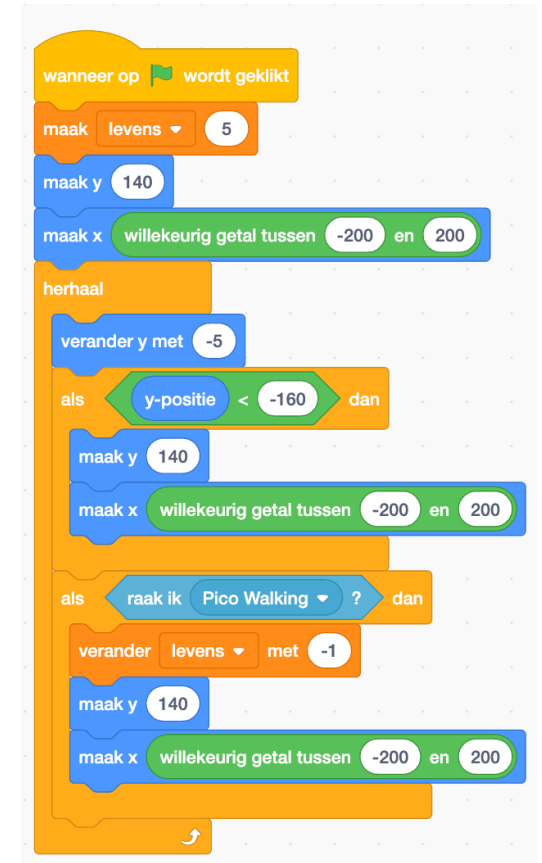 wanneer op wordt geklikt
maak levens 5
maak y 140
maak x willekeurig getal tussen -200 en 200
herhaal
verander y met -5
als y-positie < -160 dan
maak y 140
maak x willekeurig getal tussen -200 en 200
als raak ik Pico Walking ? dan
verander levens met -1
maak y 140
maak x willekeurig getal tussen -200 en 200